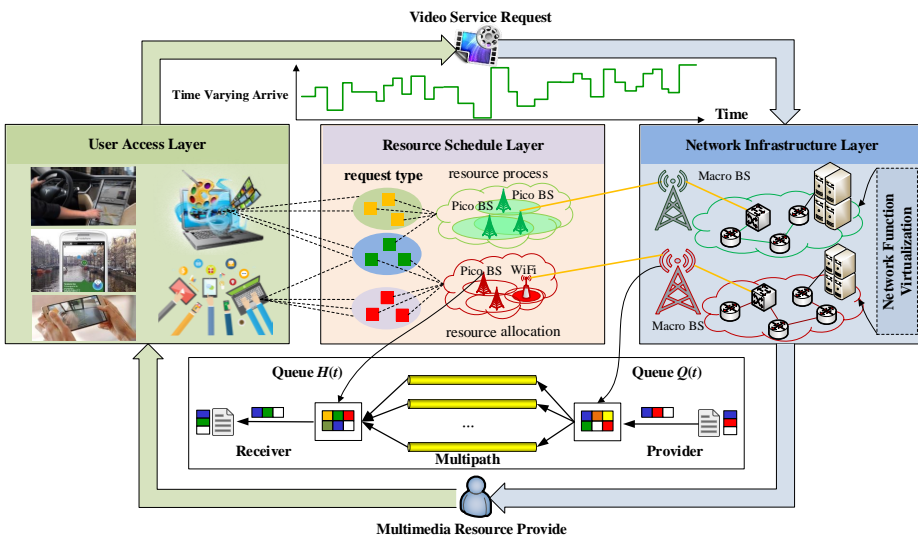 Video Service Request
Time Varying Arrive
Time
User Access Layer
Resource Schedule Layer
Network Infrastructure Layer
request type
resource process
Pico BS
Pico BS
Pico BS
WiFi
resource allocation
Macro BS
Macro BS
Network Function
Virtualization
Queue H(t)
Queue Q(t)
...
Receiver
Multipath
Provider
Multimedia Resource Provide